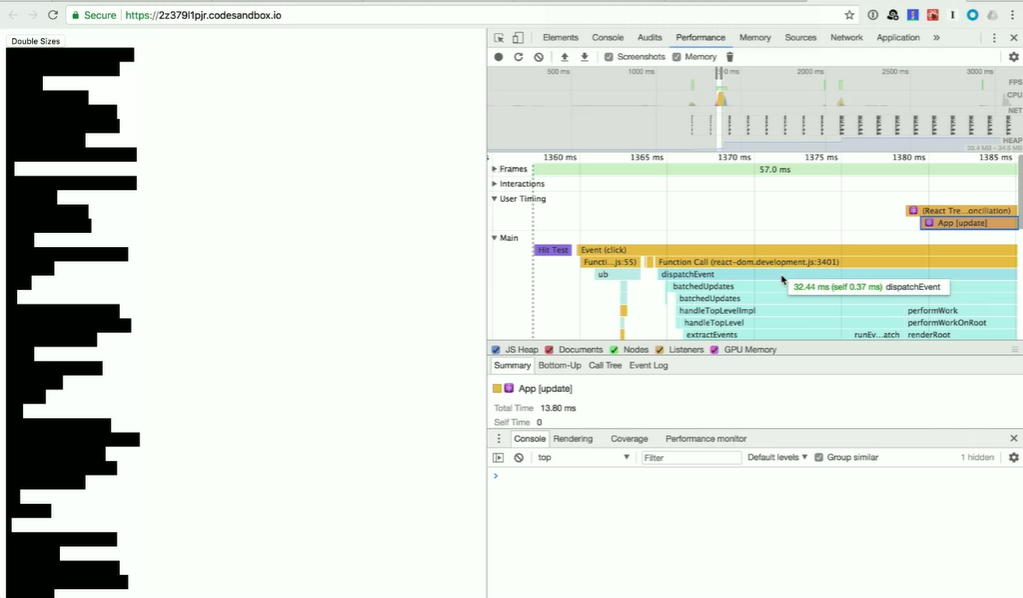 Secure https://2z379l1pjr.codesandbox.io
Double Sizes
Elements Console Audits Performance Memory Sources Network Application »
Screenshots Memory
500 ms 1000 ms 2000 ms 2500 ms 3000 ms
FPS
CPU
NET
HEAP
1360 ms 1365 ms 1370 ms 1375 ms 1380 ms 1385 ms
Frames 57.0 ms
Interactions
User Timing
(React Tre...onciliation)
App [update]
Main
Hit Test Event (click)
Functi...js:55) Function Call (react-dom.development.js:3401)
ub dispatchEvent
batchedUpdates 32.44 ms (self 0.37 ms) dispatchEvent
batchedUpdates
handleTopLevelImpl performWork
handleTopLevel performWorkOnRoot
extractEvents runEv...atch renderRoot
JS Heap Documents Nodes Listeners GPU Memory
Summary Bottom-Up Call Tree Event Log
App [update]
Total Time 13.80 ms
Self Time 0
Console Rendering Coverage Performance monitor
top Filter Default levels Group similar 1 hidden